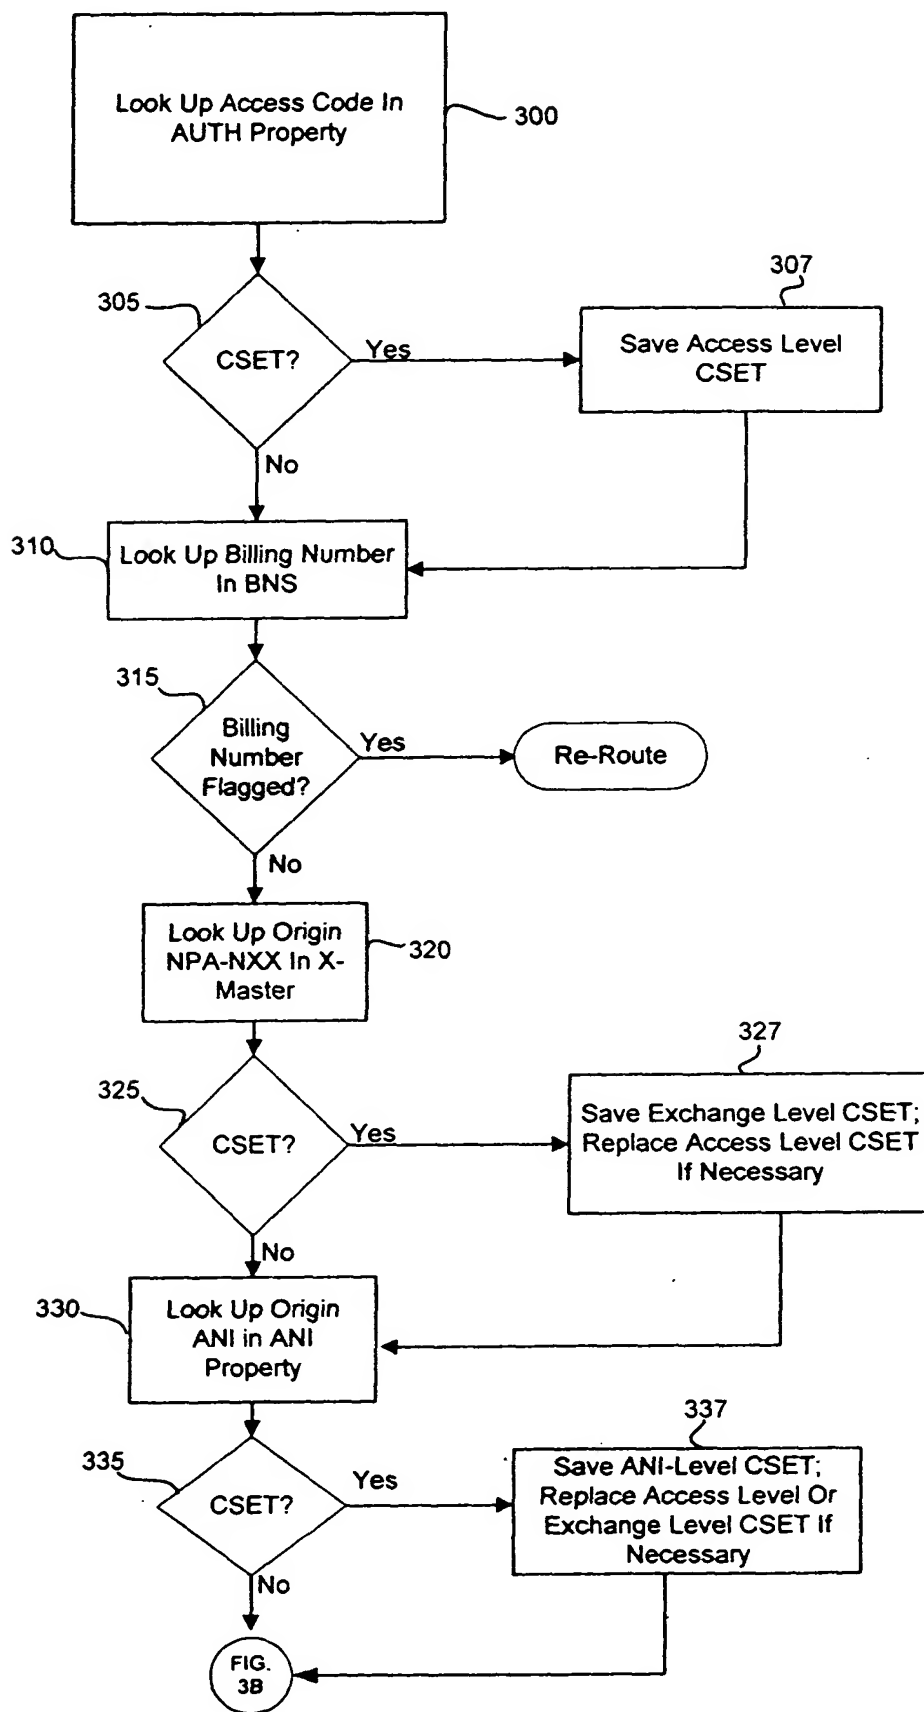 Look Up Access Code In
AUTH Property
300
305
CSET?
Yes
307
Save Access Level
CSET
No
310
Look Up Billing Number
In BNS
315
Billing
Number
Flagged?
Yes
Re-Route
No
Look Up Origin
NPA-NXX In X-
Master
320
325
CSET?
Yes
327
Save Exchange Level CSET;
Replace Access Level CSET
If Necessary
No
330
Look Up Origin
ANI in ANI
Property
335
CSET?
Yes
337
Save ANI-Level CSET;
Replace Access Level Or
Exchange Level CSET If
Necessary
No
FIG.
3B